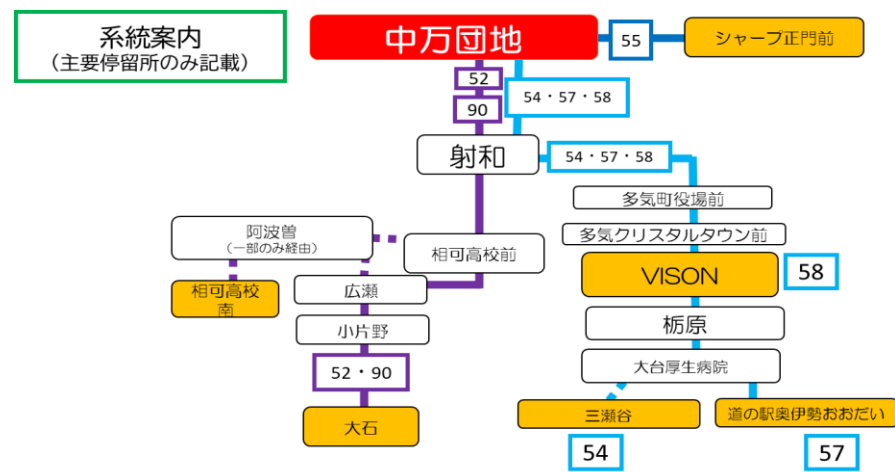 系統案内
(主要停留所のみ記載)
中万団地
55
シャープ正門前
52
90
54・57・58
射和
54・57・58
多気町役場前
阿波曽
(一部のみ経由)
多気クリスタルタウン前
相可高校前
VISON
58
相可高校
南
広瀬
栃原
小片野
大台厚生病院
52・90
大石
三瀬谷
道の駅奥伊勢おおだい
54
57